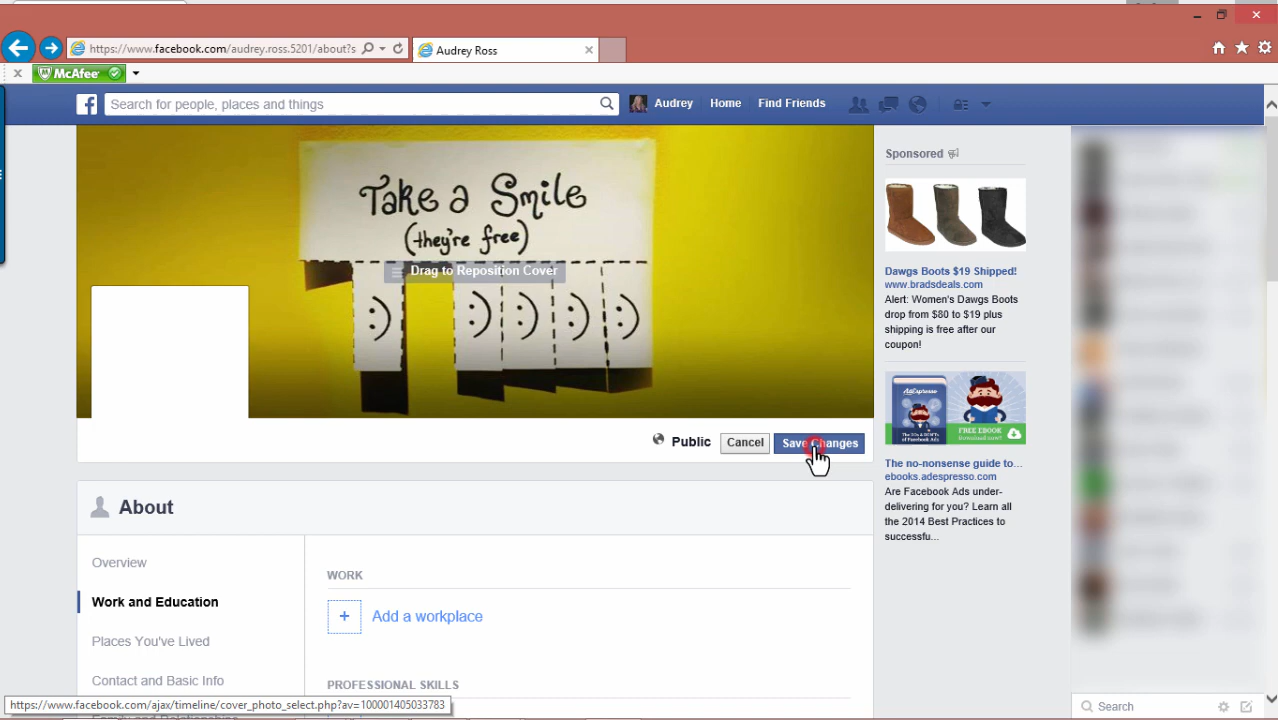 https://www.facebook.com/audrey.ross.5201/about?s
Audrey Ross
McAfee
Search for people, places and things
Audrey
Home
Find Friends
Take a Smile
(they're free)
Drag to Reposition Cover
:) :) :) :) :)
Public
Cancel
Save Changes
About
Overview
Work and Education
Places You've Lived
Contact and Basic Info
WORK
+ Add a workplace
PROFESSIONAL SKILLS
Sponsored
Dawgs Boots $19 Shipped!
www.bradsdeals.com
Alert: Women's Dawgs Boots
drop from $80 to $19 plus
shipping is free after our
coupon!
AdEspresso
FREE EBOOK
The no-nonsense guide to...
ebooks.adespresso.com
Are Facebook Ads under-
delivering for you? Learn all
the 2014 Best Practices to
successfu...
Search
https://www.facebook.com/ajax/timeline/cover_photo_select.php?av=100001405033783